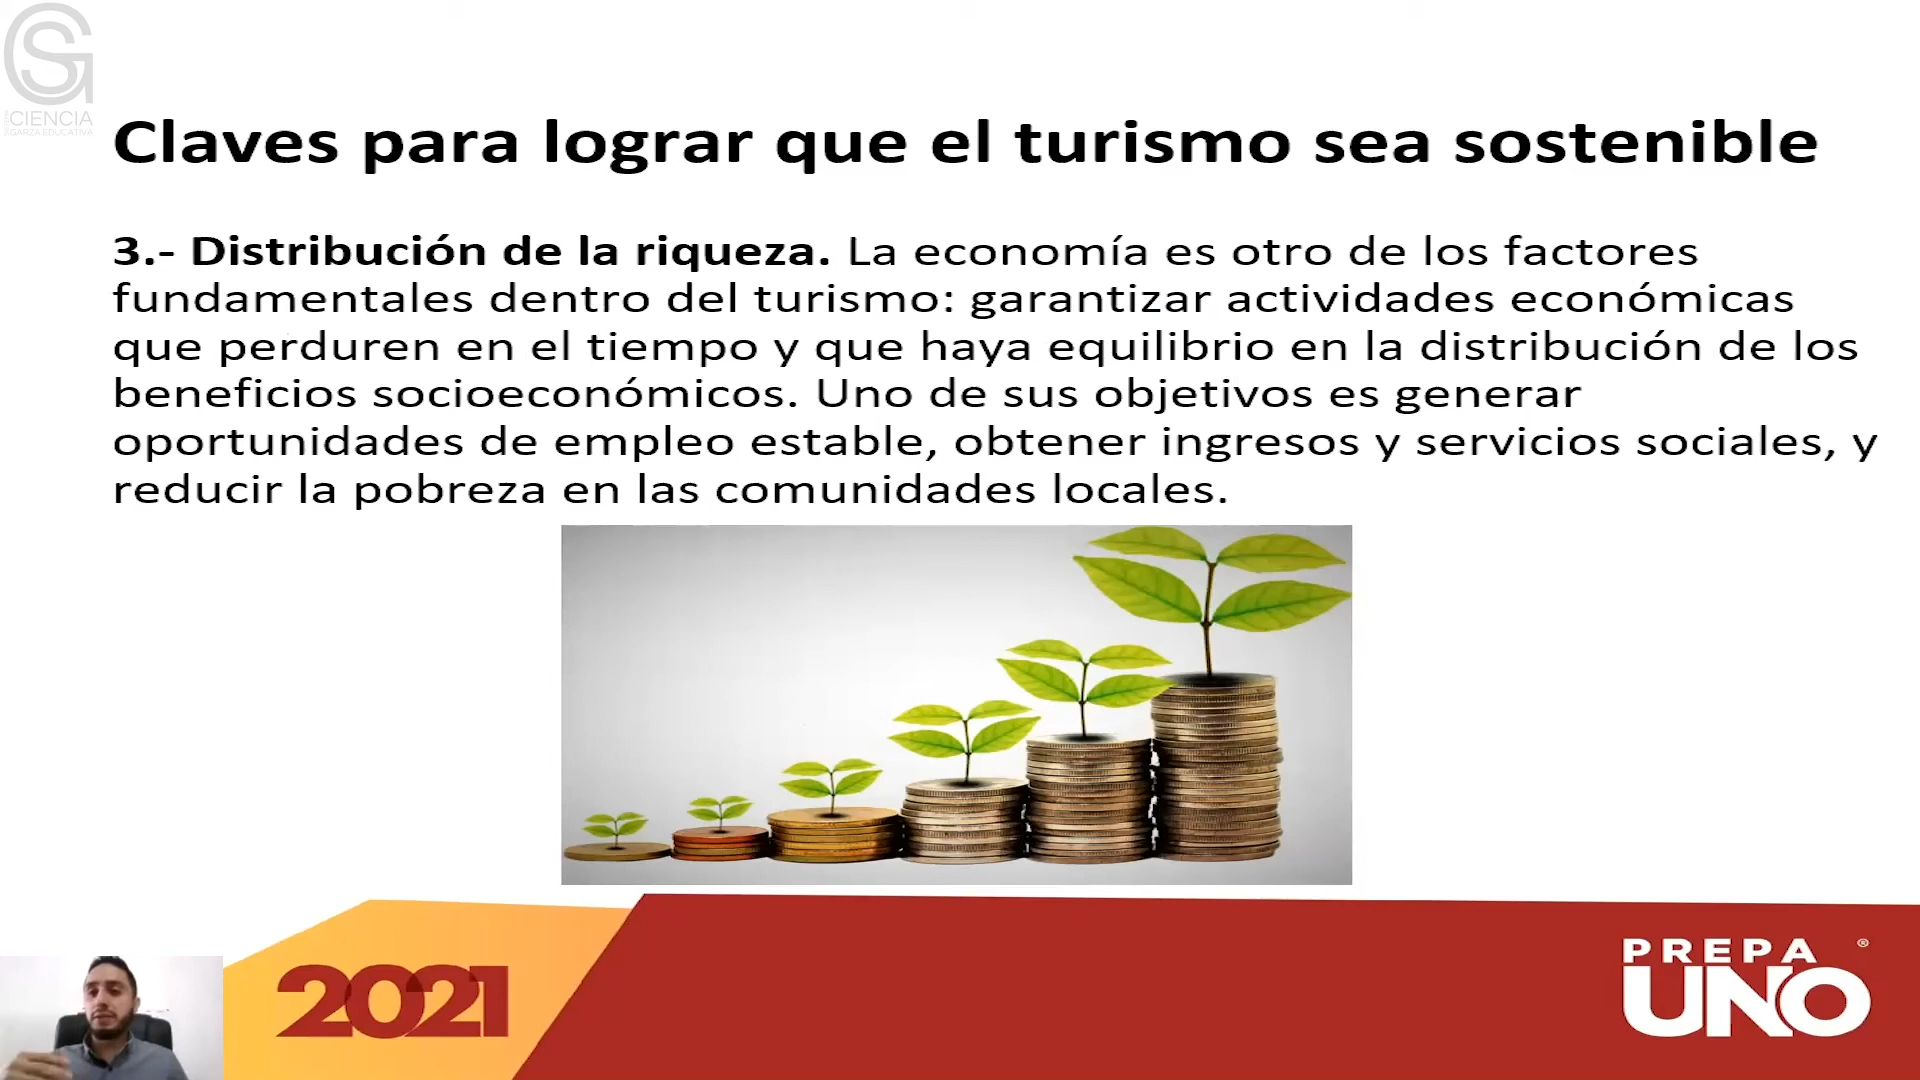 SG
CIENCIA
GARZA EDUCATIVA
Claves para lograr que el turismo sea sostenible
3.- Distribución de la riqueza. La economía es otro de los factores
fundamentales dentro del turismo: garantizar actividades económicas
que perduren en el tiempo y que haya equilibrio en la distribución de los
beneficios socioeconómicos. Uno de sus objetivos es generar
oportunidades de empleo estable, obtener ingresos y servicios sociales, y
reducir la pobreza en las comunidades locales.
2021
PREPA ®
UNO